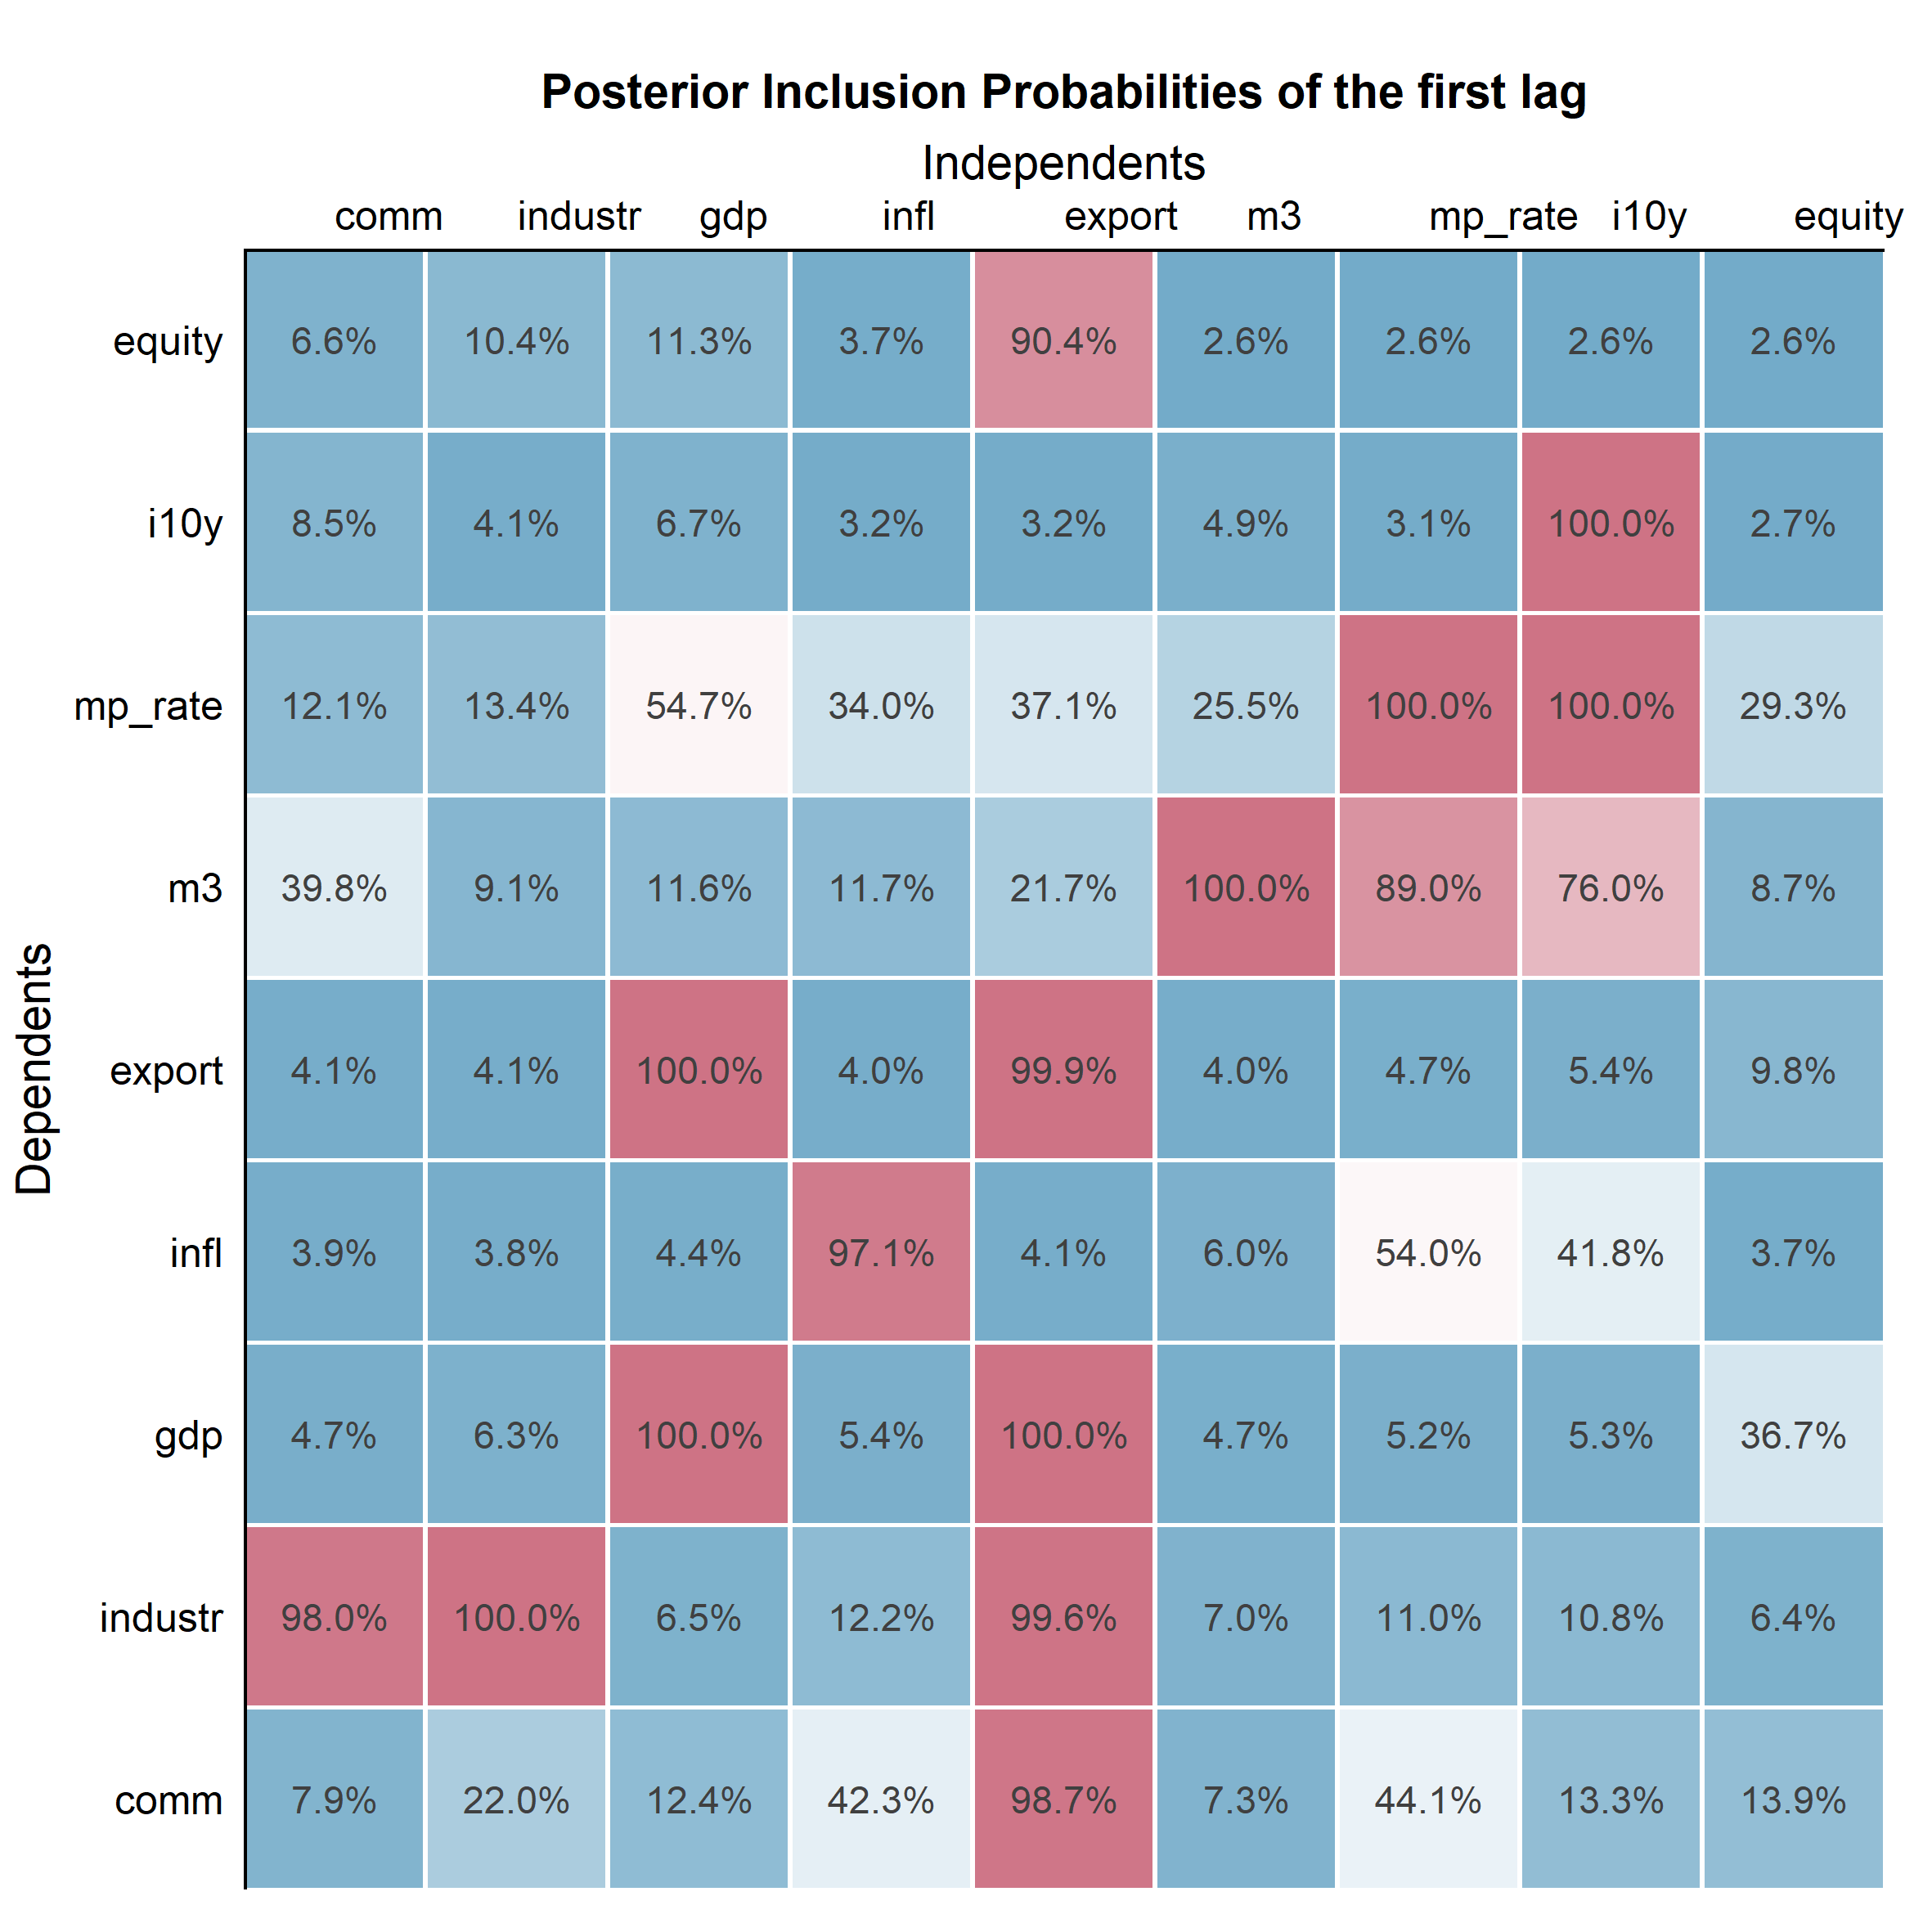 Posterior Inclusion Probabilities of the first lag
Independents
comm industr gdp infl export m3 mp_rate i10y equity
equity 6.6% 10.4% 11.3% 3.7% 90.4% 2.6% 2.6% 2.6% 2.6%
i10y 8.5% 4.1% 6.7% 3.2% 3.2% 4.9% 3.1% 100.0% 2.7%
mp_rate 12.1% 13.4% 54.7% 34.0% 37.1% 25.5% 100.0% 100.0% 29.3%
m3 39.8% 9.1% 11.6% 11.7% 21.7% 100.0% 89.0% 76.0% 8.7%
export 4.1% 4.1% 100.0% 4.0% 99.9% 4.0% 4.7% 5.4% 9.8%
infl 3.9% 3.8% 4.4% 97.1% 4.1% 6.0% 54.0% 41.8% 3.7%
gdp 4.7% 6.3% 100.0% 5.4% 100.0% 4.7% 5.2% 5.3% 36.7%
industr 98.0% 100.0% 6.5% 12.2% 99.6% 7.0% 11.0% 10.8% 6.4%
comm 7.9% 22.0% 12.4% 42.3% 98.7% 7.3% 44.1% 13.3% 13.9%
Dependents